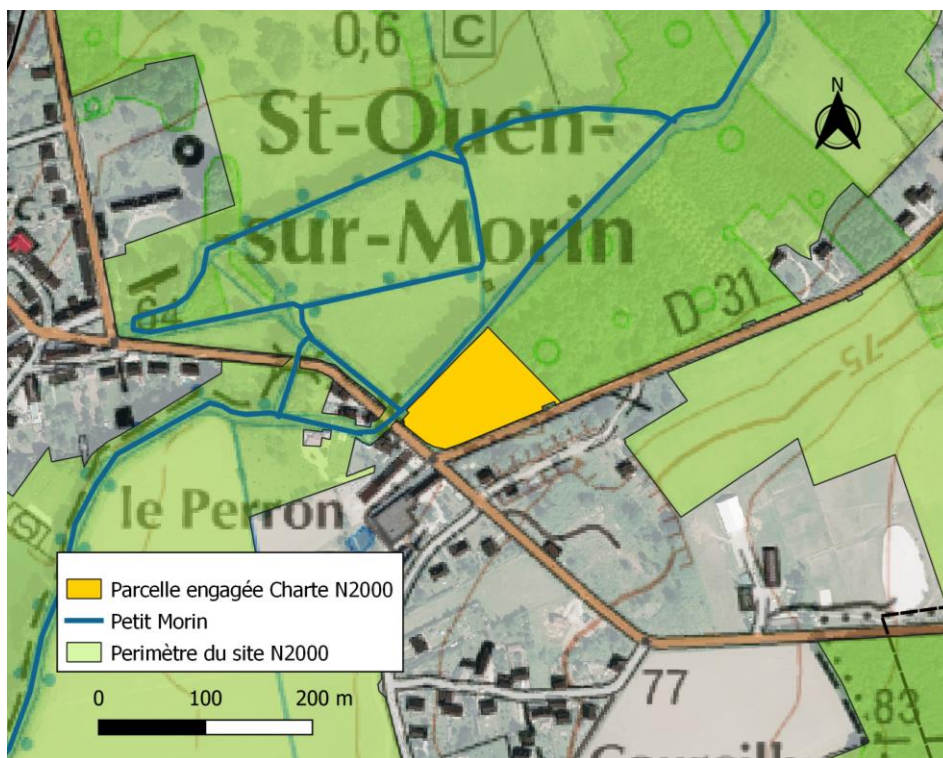 0,6
C
N
St-Ouen-
-sur-Morin
64
D 31
75
le Perron
Parcelle engagée Charte N2000
Petit Morin
Perimètre du site N2000
0 100 200 m
77
83